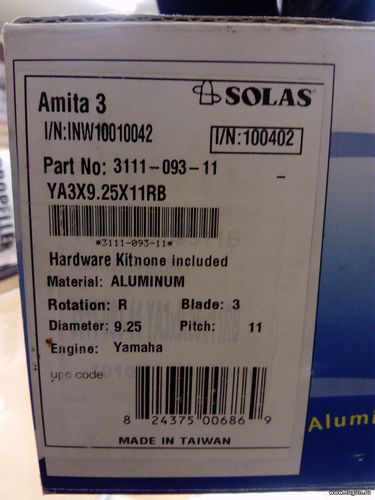 Amita 3
SOLAS
I/N:INW10010042
I/N:100402
Part No: 3111-093-11
YA3X9.25X11RB
*3111-093-11*
Hardware Kit:none included
Material: ALUMINUM
Rotation: R Blade: 3
Diameter: 9.25 Pitch: 11
Engine: Yamaha
upc code:
8 24375 00686 9
MADE IN TAIWAN
Alumi